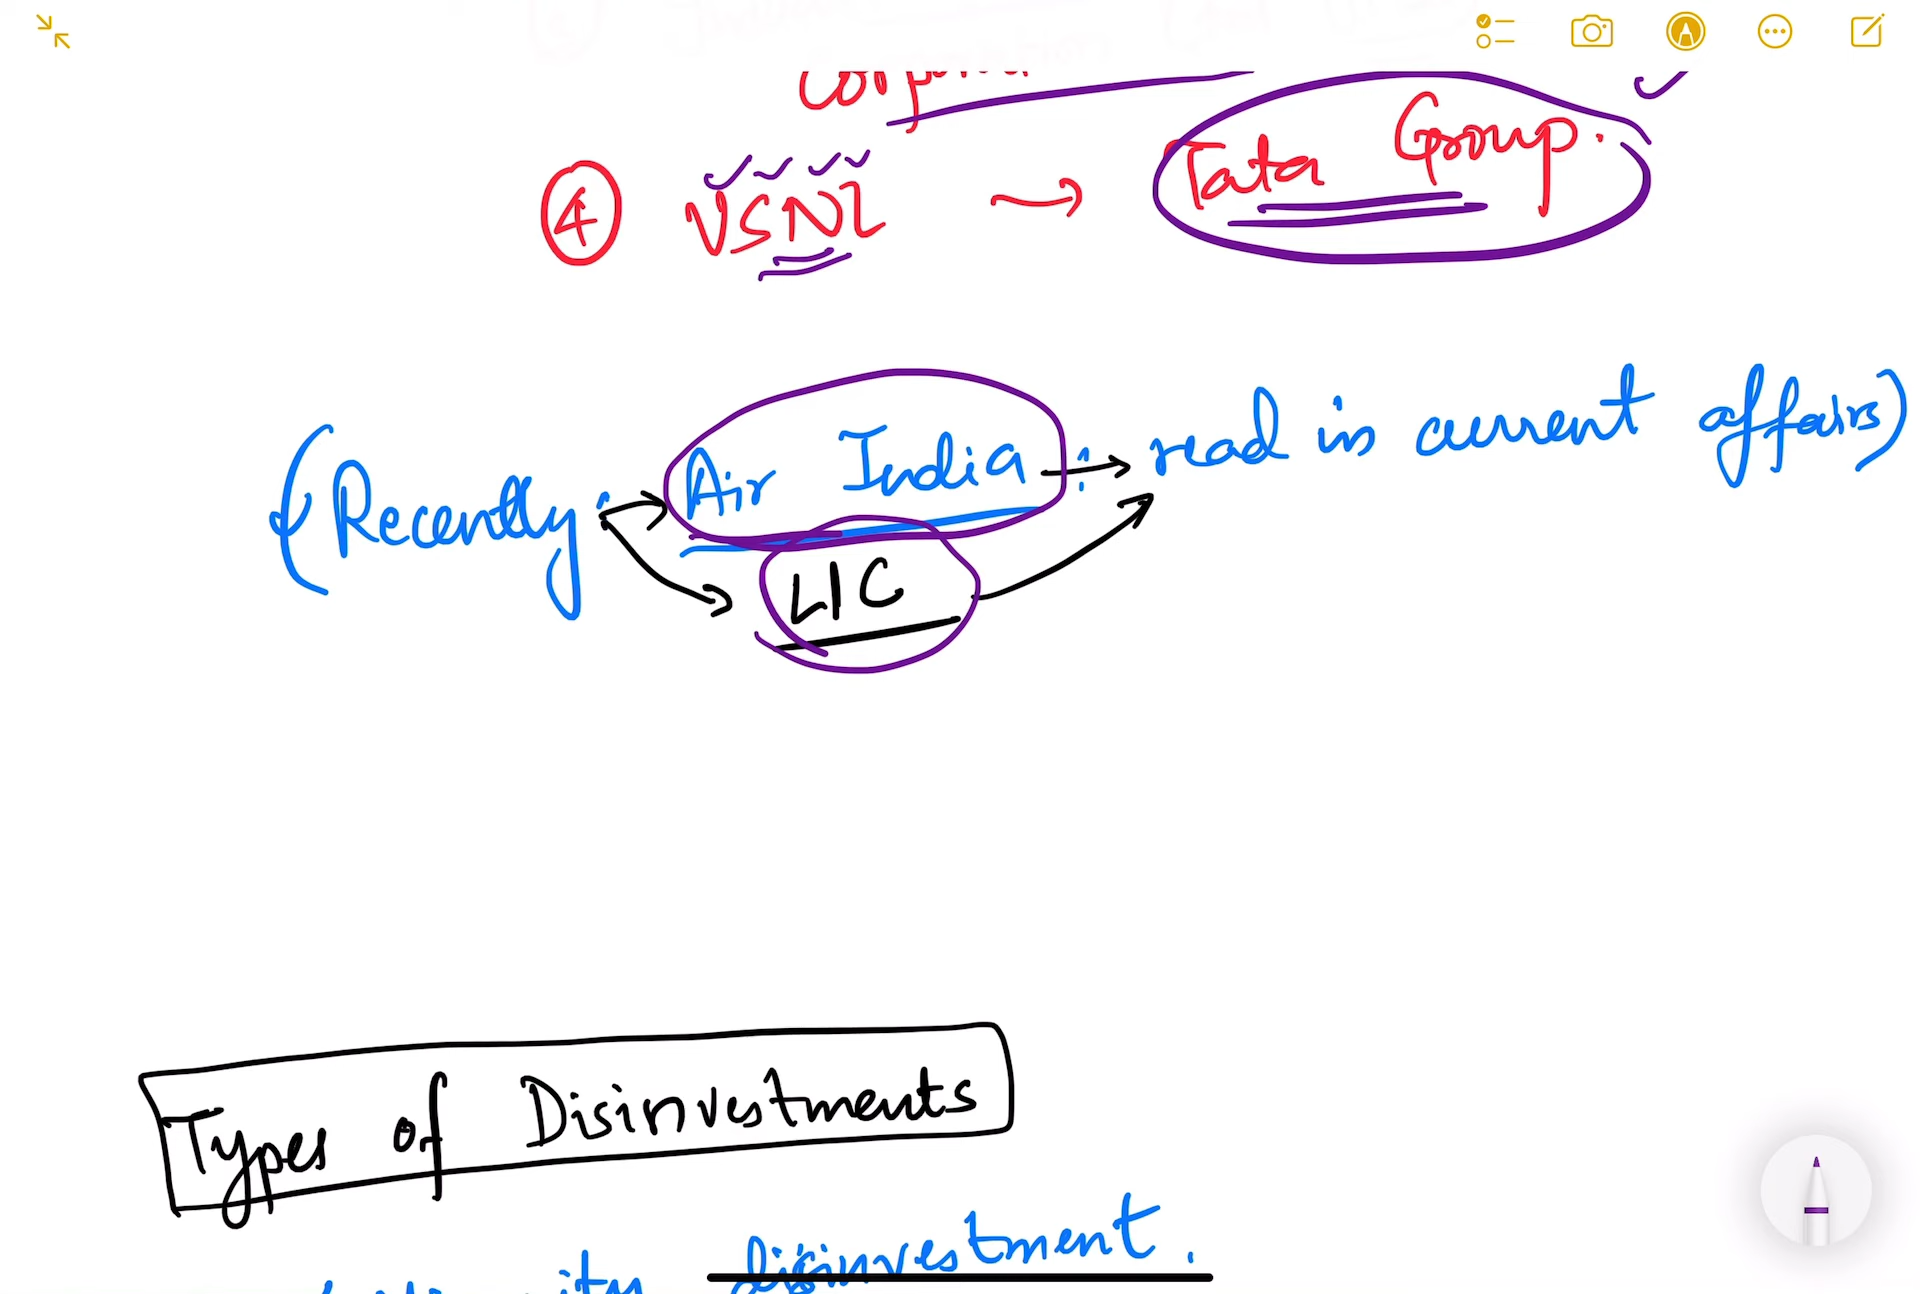 ④ VSNL → Tata Group.
(Recently: → Air India : → read in current affairs)
LIC
Types of Disinvestments
disinvestment.